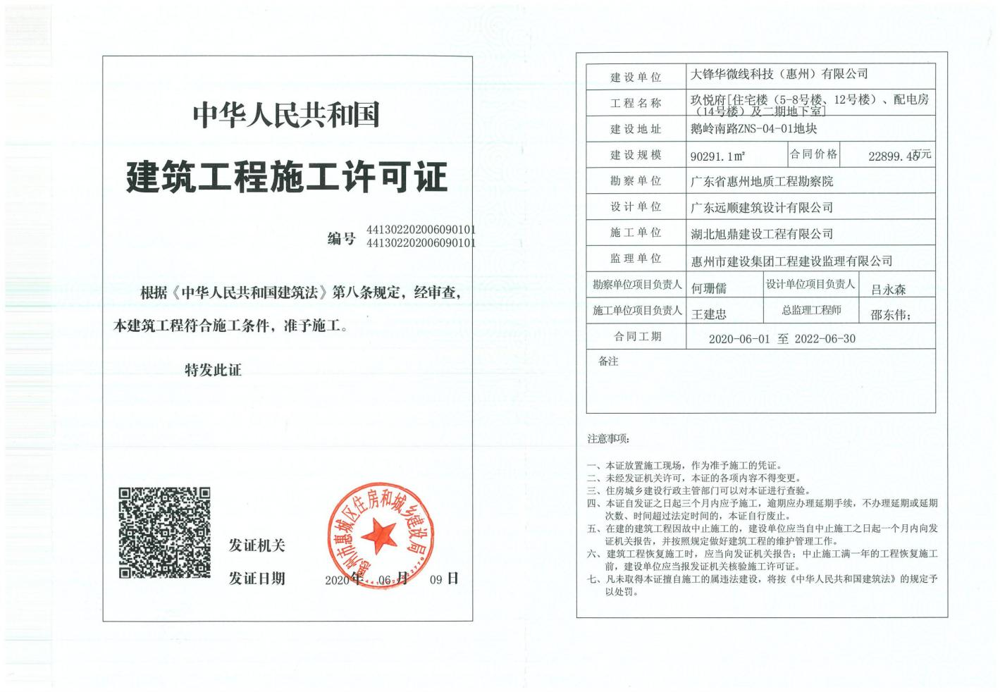 中华人民共和国
建筑工程施工许可证
编号 441302202006090101
441302202006090101
根据《中华人民共和国建筑法》第八条规定，经审查，
本建筑工程符合施工条件，准予施工。
特发此证
惠州市惠城区住房和城乡建设局
发证机关
发证日期 2020年 06月 09日
建设单位 大锋华微线科技（惠州）有限公司
工程名称 玖悦府[住宅楼（5-8号楼、12号楼）、配电房
（14号楼）及二期地下室]
建设地址 鹅岭南路ZNS-04-01地块
建设规模 90291.1㎡ 合同价格 22899.45万元
勘察单位 广东省惠州地质工程勘察院
设计单位 广东远顺建筑设计有限公司
施工单位 湖北旭鼎建设工程有限公司
监理单位 惠州市建设集团工程建设监理有限公司
勘察单位项目负责人 何珊儒 设计单位项目负责人 吕永森
施工单位项目负责人 王建忠 总监理工程师 邵东伟;
合同工期 2020-06-01 至 2022-06-30
备注
注意事项:
一、本证放置施工现场，作为准予施工的凭证。
二、未经发证机关许可，本证的各项内容不得变更。
三、住房城乡建设行政主管部门可以对本证进行查验。
四、本证自发证之日起三个月内应予施工，逾期应办理延期手续，不办理延期或延期
次数、时间超过法定时间的，本证自行废止。
五、在建的建筑工程因故中止施工的，建设单位应当自中止施工之日起一个月内向发
证机关报告，并按照规定做好建筑工程的维护管理工作。
六、建筑工程恢复施工时，应当向发证机关报告；中止施工满一年的工程恢复施工
前，建设单位应当报发证机关核验施工许可证。
七、凡未取得本证擅自施工的属违法建设，将按《中华人民共和国建筑法》的规定予
以处罚。